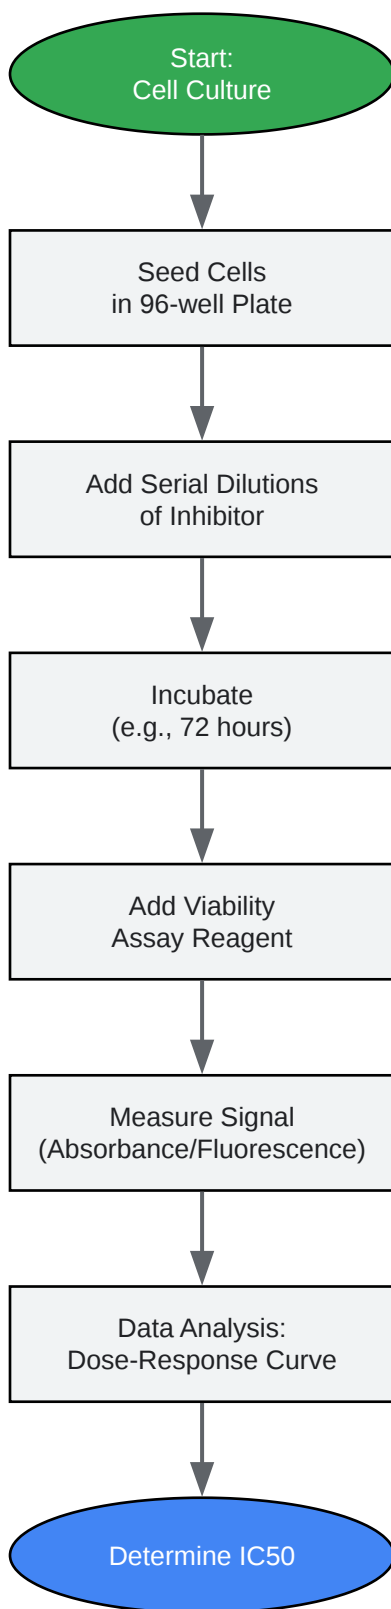 Start:
Cell Culture
Seed Cells
in 96-well Plate
Add Serial Dilutions
of Inhibitor
Incubate
(e.g., 72 hours)
Add Viability
Assay Reagent
Measure Signal
(Absorbance/Fluorescence)
Data Analysis:
Dose-Response Curve
Determine IC50